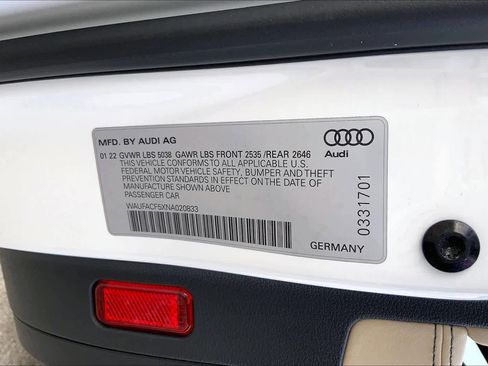 MFD. BY AUDI AG
01 22 GVWR LBS 5038 GAWR LBS FRONT 2535 /REAR 2646
THIS VEHICLE CONFORMS TO ALL APPLICABLE U.S.
FEDERAL MOTOR VEHICLE SAFETY, BUMPER AND THEFT
PREVENTION STANDARDS IN EFFECT ON THE DATE OF
MANUFACTURE SHOWN ABOVE
PASSENGER CAR
WAUFACF5XNA020833
Audi
0331701
GERMANY